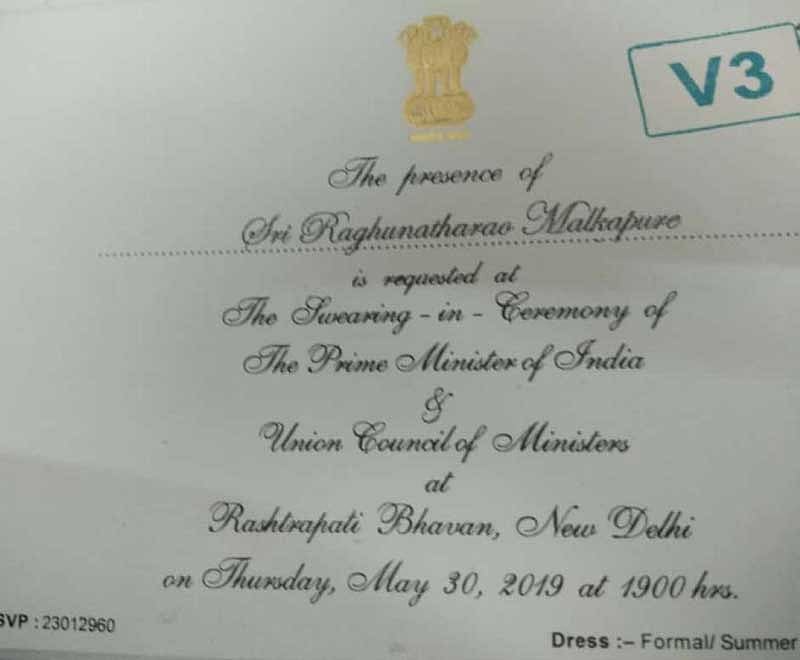 V3
The presence of
Sri Raghunatharao Malkapure
is requested at
The Swearing - in - Ceremony of
The Prime Minister of India
&
Union Council of Ministers
at
Rashtrapati Bhavan, New Delhi
on Thursday, May 30, 2019 at 1900 hrs.
SVP : 23012960
Dress :– Formal/ Summer